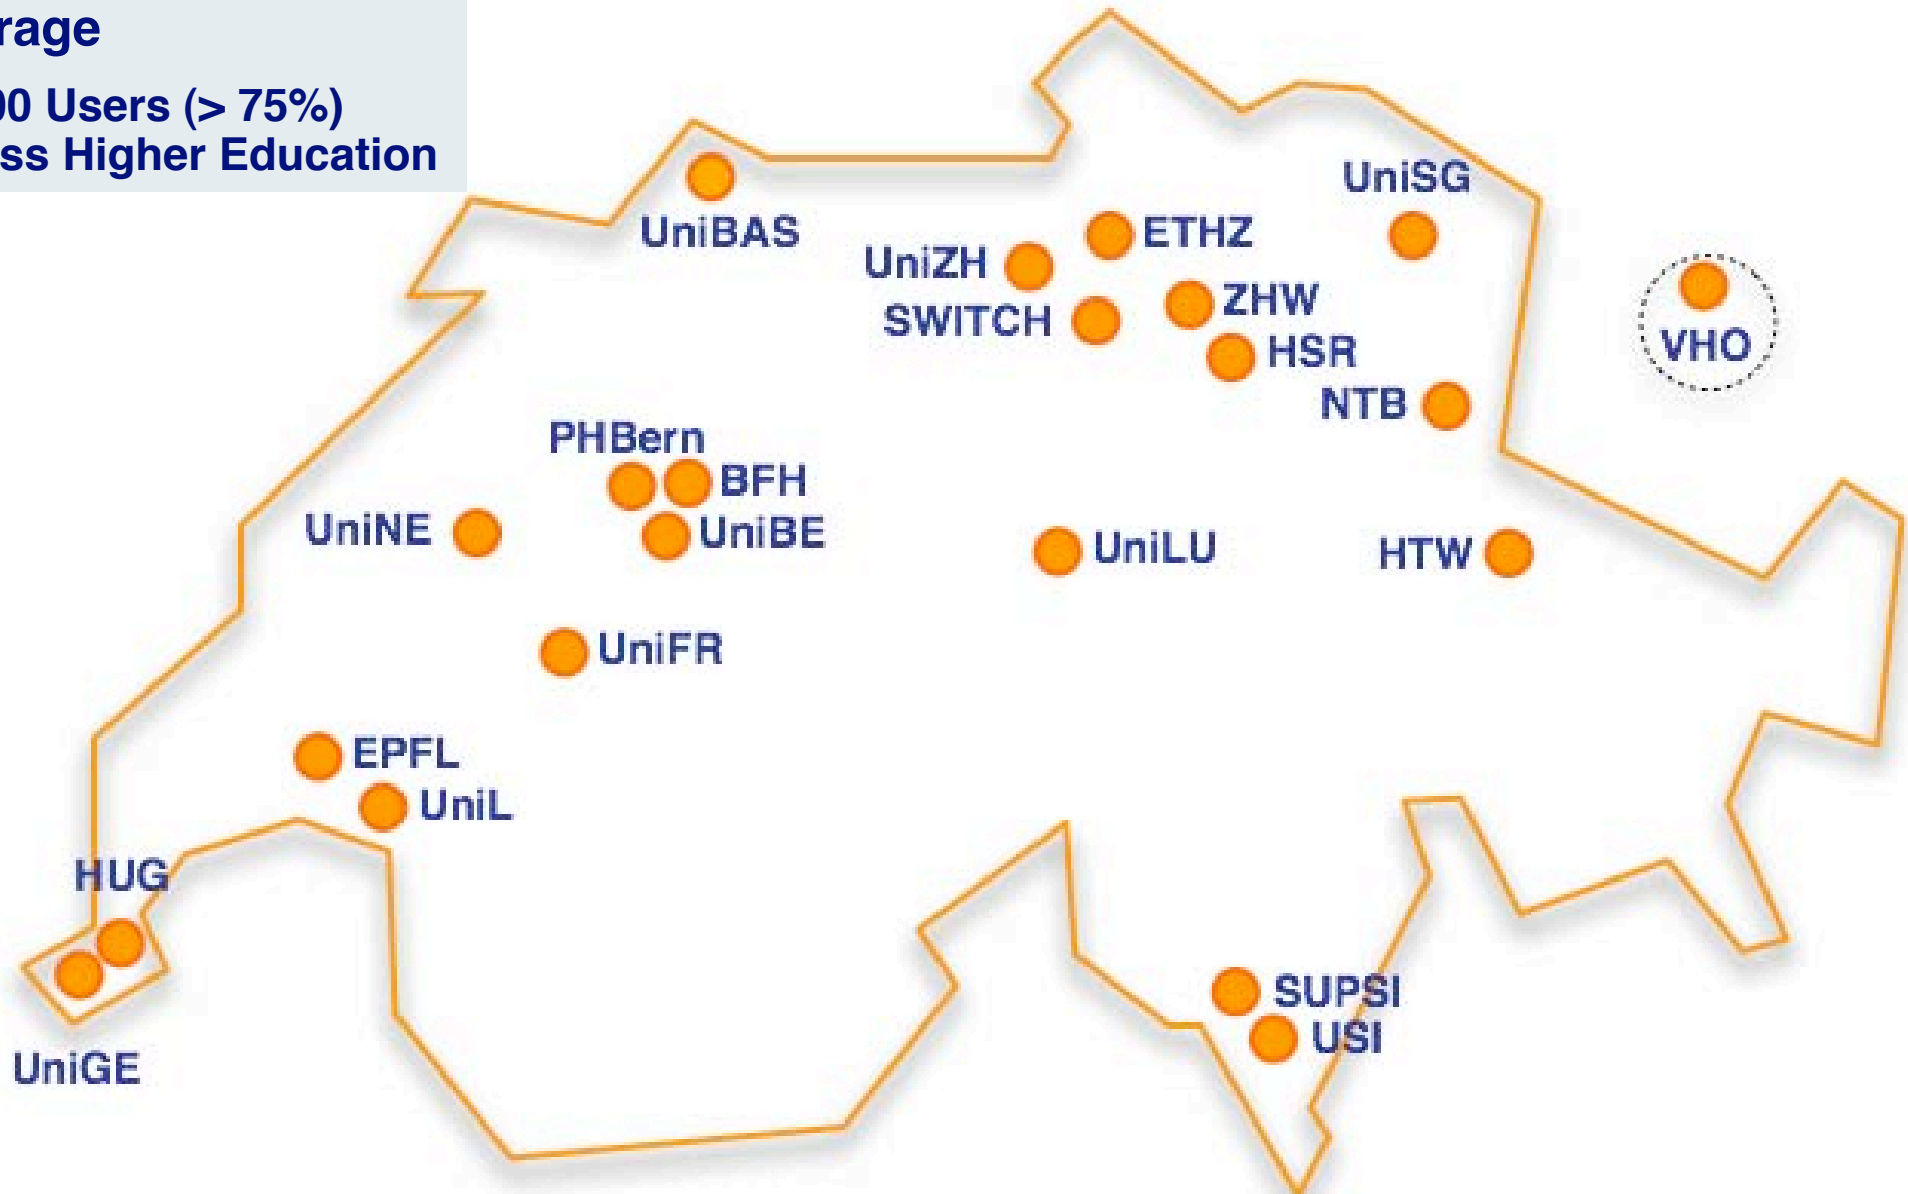 rage
00 Users (> 75%)
ss Higher Education
UniSG
UniBAS
ETHZ
UniZH
ZHW
SWITCH
HSR
VHO
NTB
PHBern
BFH
UniNE
UniBE
UniLU
HTW
UniFR
EPFL
UniL
HUG
SUPSI
USI
UniGE